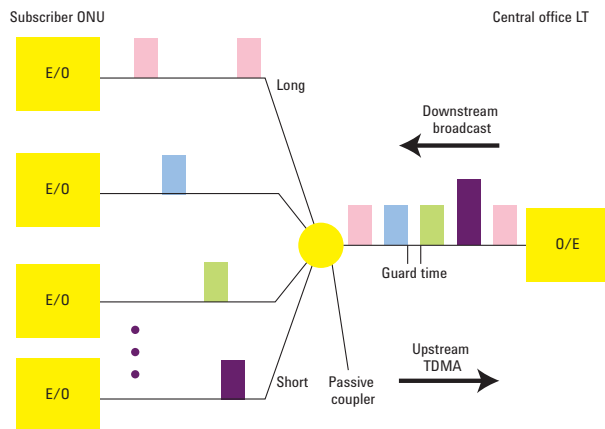 Subscriber ONU
Central office LT
E/O
Long
Downstream
broadcast
E/O
O/E
Guard time
E/O
Upstream
TDMA
E/O
Short
Passive
coupler